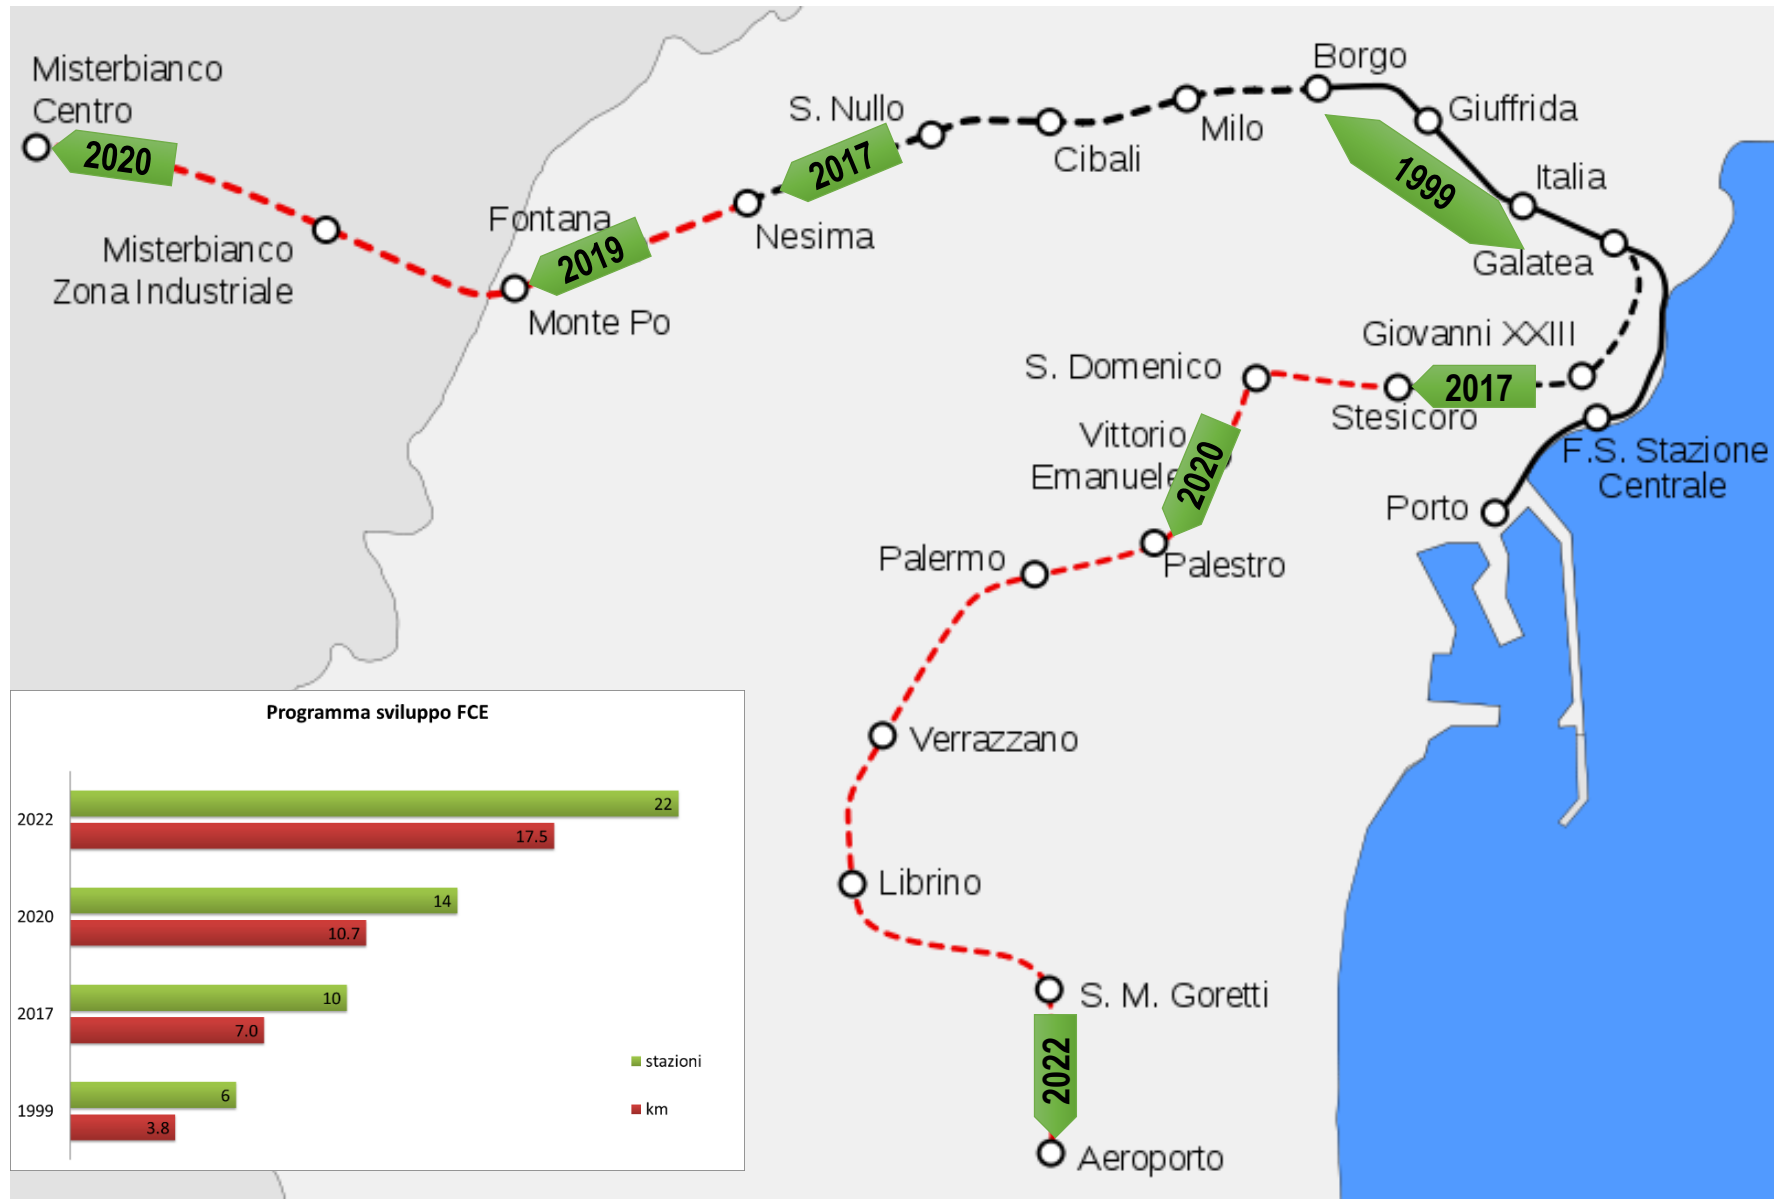 Misterbianco
Centro
2020
Misterbianco
Zona Industriale
Fontana
2019
Monte Po
Nesima
2017
S. Nullo
Cibali
Milo
Borgo
Giuffrida
1999
Italia
Galatea
Giovanni XXIII
2017
Stesicoro
F.S. Stazione
Centrale
Porto
S. Domenico
Vittorio
Emanuele
2020
Palestro
Palermo
Verrazzano
Librino
S. M. Goretti
2022
Aeroporto
Programma sviluppo FCE
2022
22
17.5
2020
14
10.7
2017
10
7.0
1999
6
3.8
stazioni
km